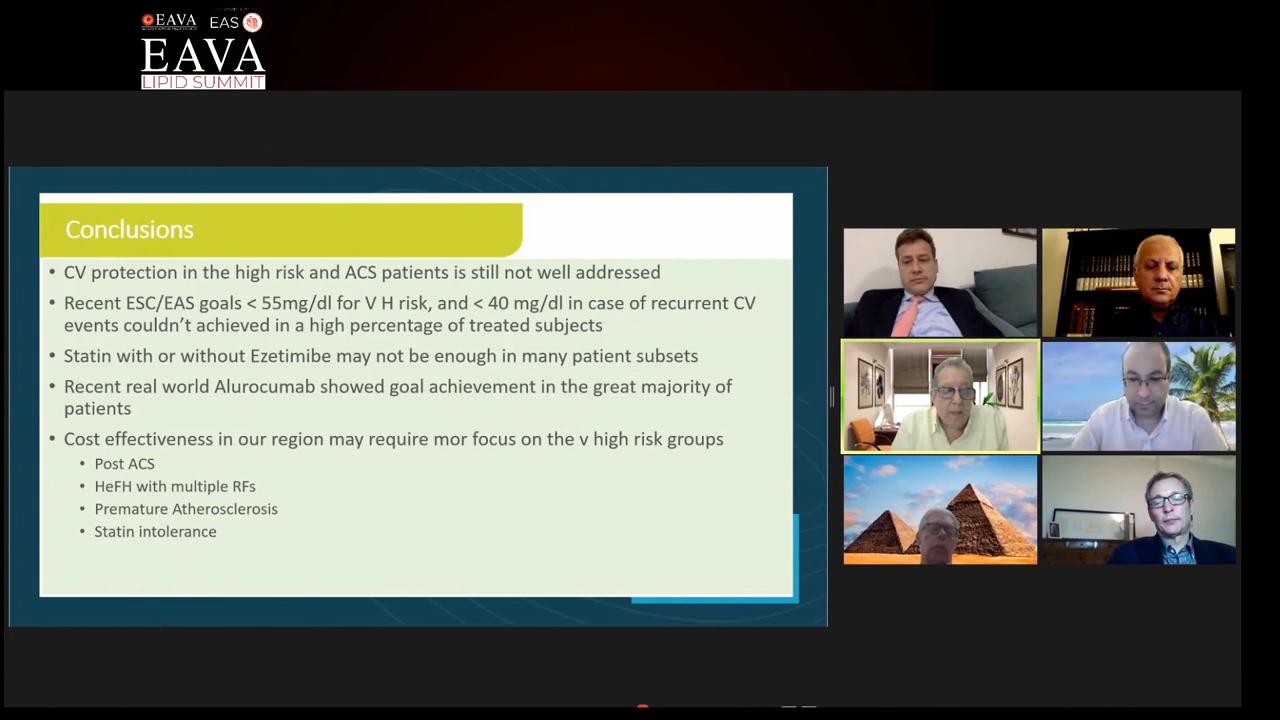 EAVA
EAS
EAVA
LIPID SUMMIT
Conclusions
• CV protection in the high risk and ACS patients is still not well addressed
• Recent ESC/EAS goals < 55mg/dl for V H risk, and < 40 mg/dl in case of recurrent CV
events couldn't achieved in a high percentage of treated subjects
• Statin with or without Ezetimibe may not be enough in many patient subsets
• Recent real world Alurocumab showed goal achievement in the great majority of
patients
• Cost effectiveness in our region may require mor focus on the v high risk groups
• Post ACS
• HeFH with multiple RFs
• Premature Atherosclerosis
• Statin intolerance